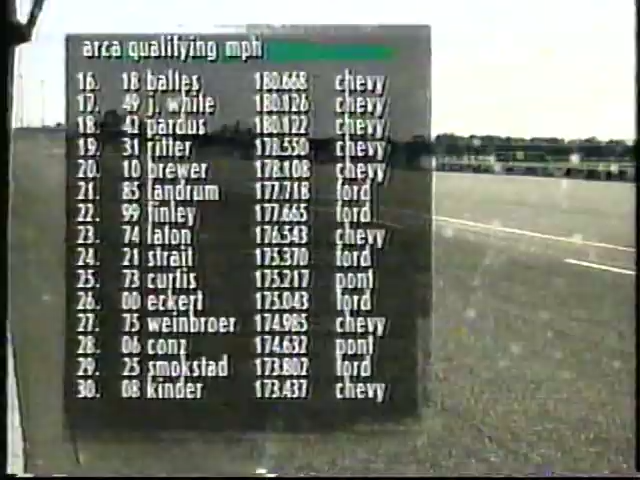 arca qualifying mph
16. 18 balles 180.668 chevy
17. 49 j. white 180.126 chevy
18. 42 pardus 180.122 chevy
19. 31 ritter 178.550 chevy
20. 10 brewer 178.108 chevy
21. 85 landrum 177.718 ford
22. 99 finley 177.665 ford
23. 74 laton 176.543 chevy
24. 21 strait 175.370 ford
25. 73 curtis 175.217 pont
26. 00 eckert 175.043 ford
27. 75 weinbroer 174.985 chevy
28. 06 conz 174.632 pont
29. 25 smokstad 173.802 ford
30. 08 kinder 173.437 chevy